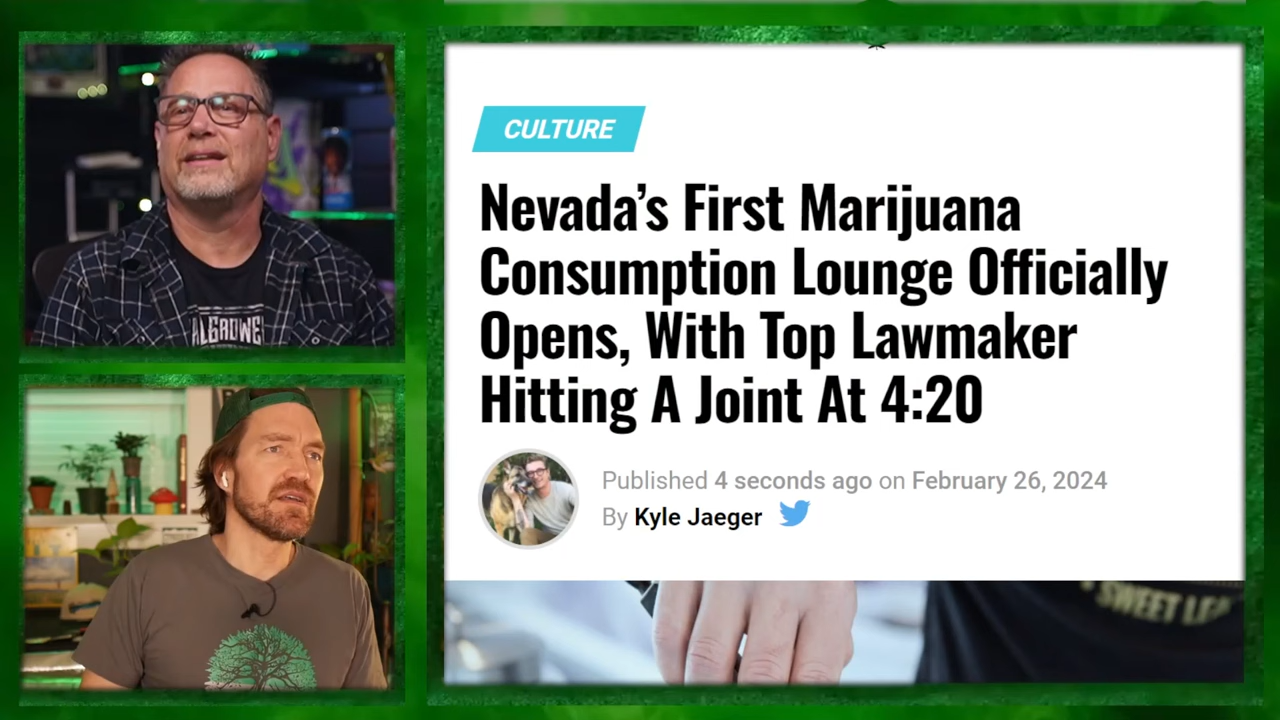 CULTURE
Nevada's First Marijuana
Consumption Lounge Officially
Opens, With Top Lawmaker
Hitting A Joint At 4:20
Published 4 seconds ago on February 26, 2024
By Kyle Jaeger
SWEET